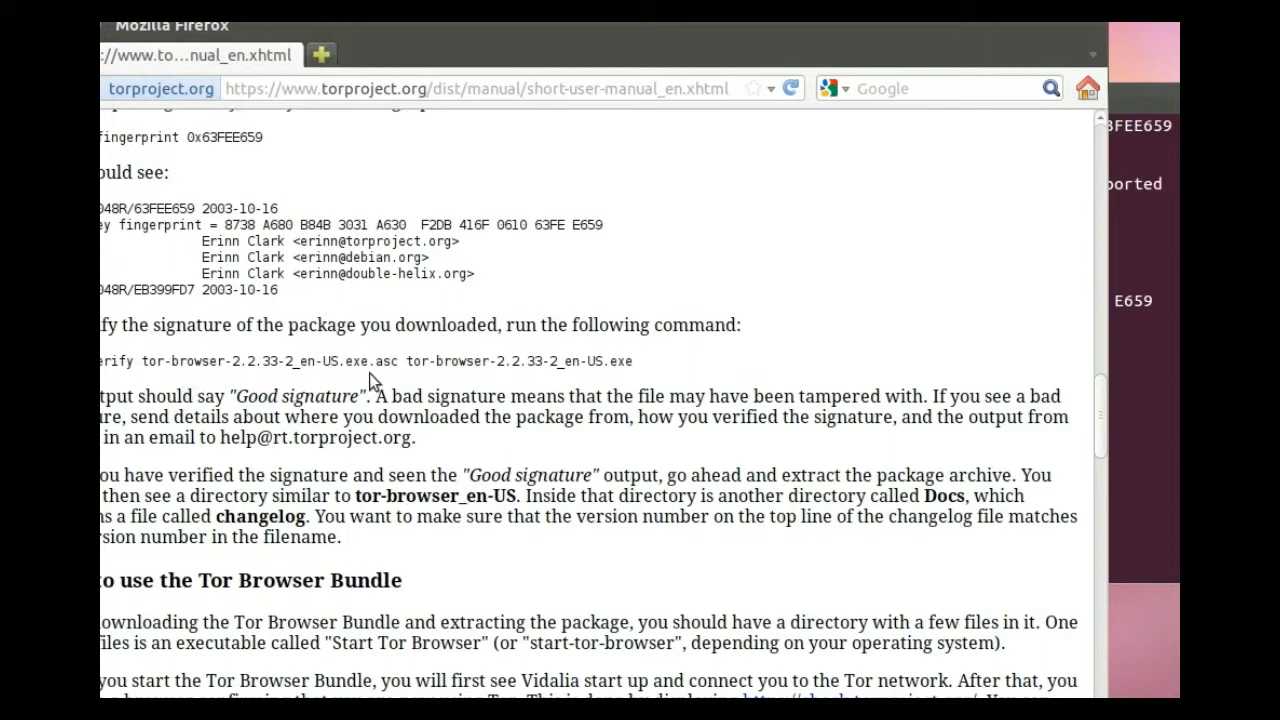 Mozilla Firefox
://www.to…nual_en.xhtml
torproject.org https://www.torproject.org/dist/manual/short-user-manual_en.xhtml Google
fingerprint 0x63FEE659
3FEE659
ould see:
orted
048R/63FEE659 2003-10-16
ey fingerprint = 8738 A680 B84B 3031 A630 F2DB 416F 0610 63FE E659
Erinn Clark <erinn@torproject.org>
Erinn Clark <erinn@debian.org>
Erinn Clark <erinn@double-helix.org>
048R/EB399FD7 2003-10-16
E659
ify the signature of the package you downloaded, run the following command:
erify tor-browser-2.2.33-2_en-US.exe.asc tor-browser-2.2.33-2_en-US.exe
tput should say "Good signature". A bad signature means that the file may have been tampered with. If you see a bad
re, send details about where you downloaded the package from, how you verified the signature, and the output from
in an email to help@rt.torproject.org.
you have verified the signature and seen the "Good signature" output, go ahead and extract the package archive. You
then see a directory similar to tor-browser_en-US. Inside that directory is another directory called Docs, which
ns a file called changelog. You want to make sure that the version number on the top line of the changelog file matches
rsion number in the filename.
to use the Tor Browser Bundle
ownloading the Tor Browser Bundle and extracting the package, you should have a directory with a few files in it. One
files is an executable called "Start Tor Browser" (or "start-tor-browser", depending on your operating system).
you start the Tor Browser Bundle, you will first see Vidalia start up and connect you to the Tor network. After that, you